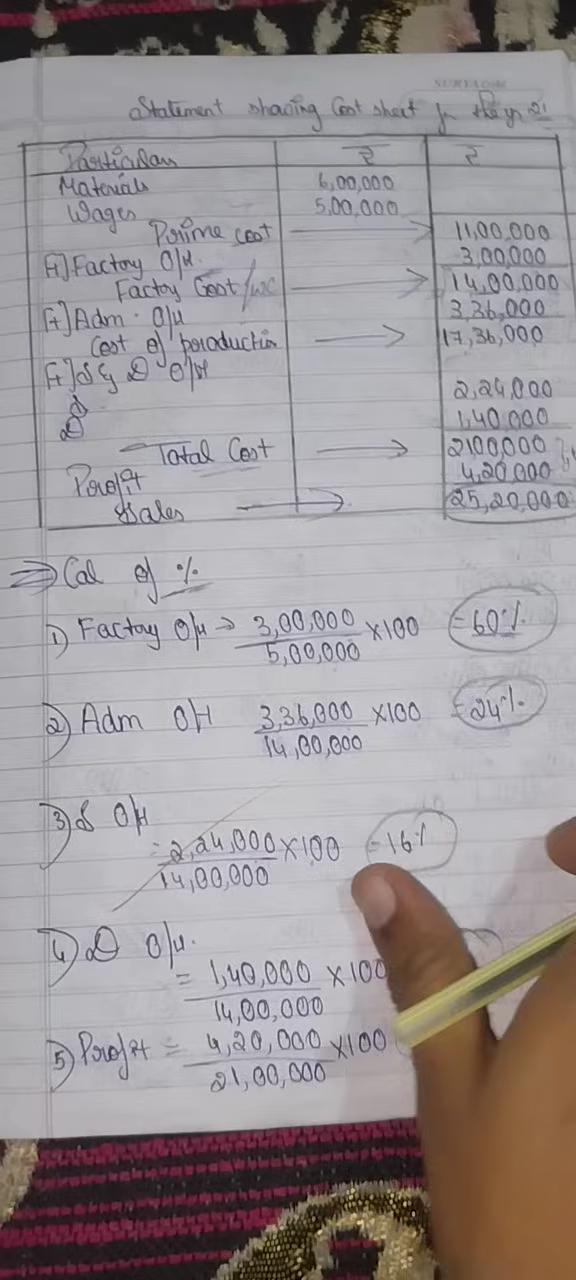 SURYAOM
Statement showing Cost sheet for the yr 21
Particulars ₹ ₹
Materials 6,00,000
Wages 5,00,000
Prime cost → 11,00,000
[+] Factory O/H. 3,00,000
Factory Cost/WC → 14,00,000
[+] Adm. O/H 3,36,000
Cost of production → 17,36,000
[+] S & D O/H
S 2,24,000
D 1,40,000
Total Cost → 2100,000
Profit 4,20,000
Sales → 25,20,000
⇒ Cal of %
1) Factory O/H → 3,00,000 ×100 = 60%
5,00,000
2) Adm OH 3,36,000 ×100 = 24%
14,00,000
3) S O/H
= 2,24,000 ×100 = 16%
14,00,000
4) D O/H.
= 1,40,000 × 100
14,00,000
5) Profit = 4,20,000 ×100
21,00,000